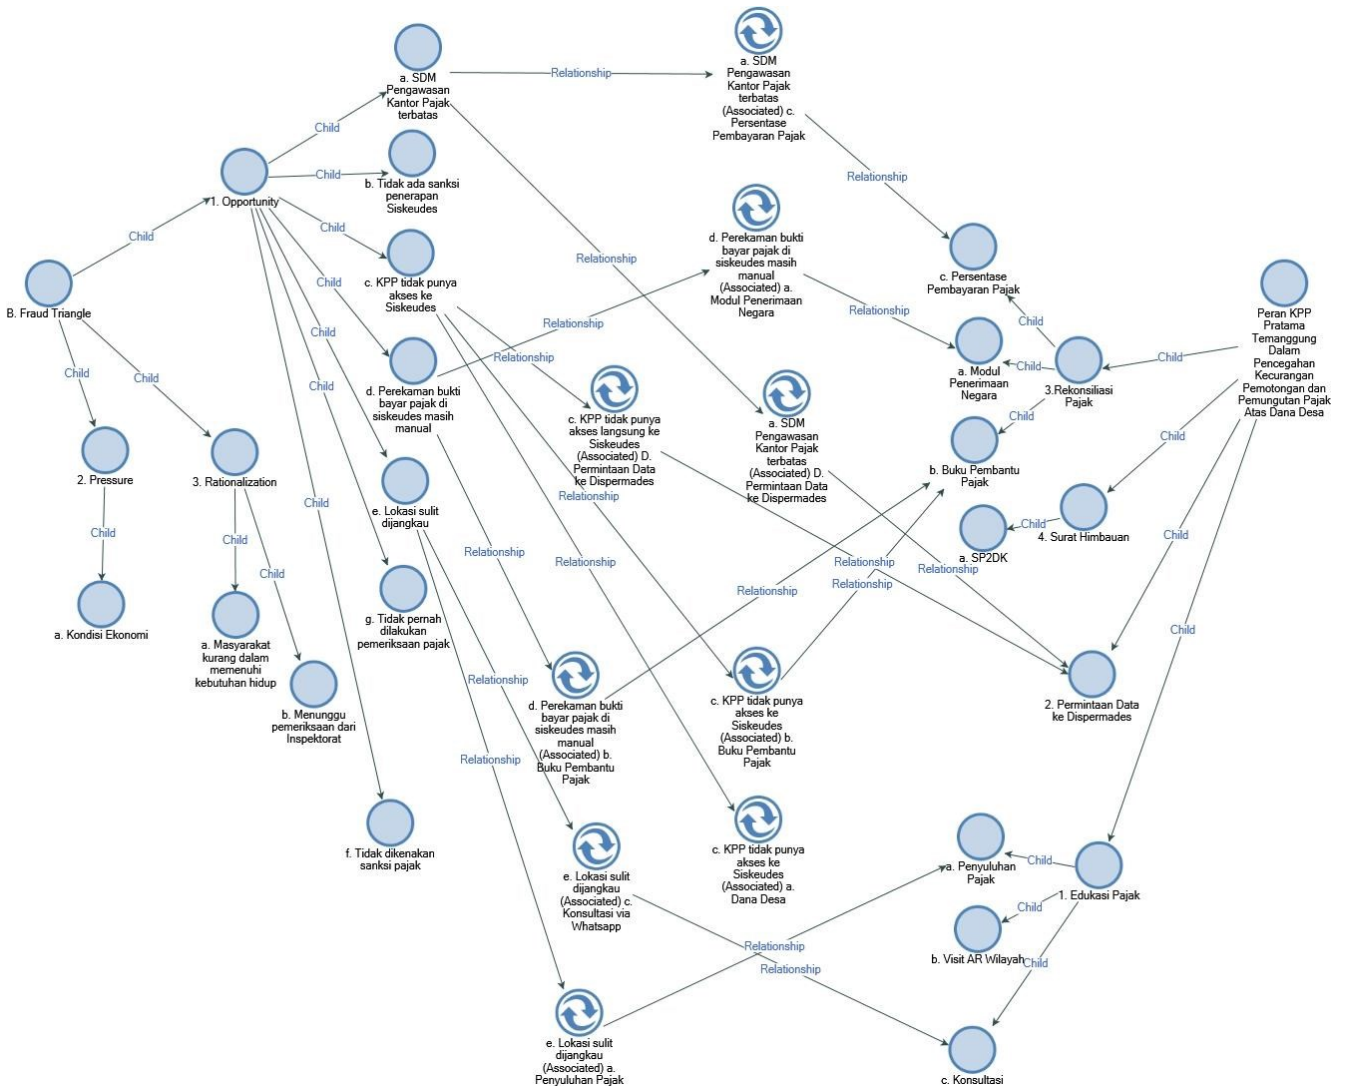 a. SDM
Pengawasan
Kantor Pajak
terbatas
Relationship
a. SDM
Pengawasan
Kantor Pajak
terbatas
(Associated) c.
Persentase
Pembayaran Pajak
Child
b. Tidak ada sanksi
penerapan
Siskeudes
Child
1. Opportunity
Relationship
Child
Child
c. KPP tidak punya
akses ke
Siskeudes
Child
Relationship
d. Perekaman bukti
bayar pajak di
siskeudes masih
manual
(Associated) a.
Modul Penerimaan
Negara
c. Persentase
Pembayaran Pajak
B. Fraud Triangle
Child
Child
Relationship
Relationship
Child
Peran KPP
Pratama
Temanggung
Dalam
Pencegahan
Kecurangan
Pemotongan dan
Pemungutan Pajak
Atas Dana Desa
Relationship
Child
Child
a. Modul
Penerimaan
Negara
3.Rekonsiliasi
Pajak
Child
Child
Child
d. Perekaman bukti
bayar pajak di
siskeudes masih
manual
c. KPP tidak punya
akses langsung ke
Siskeudes
(Associated) D.
Permintaan Data
ke Dispermades
a. SDM
Pengawasan
Kantor Pajak
terbatas
(Associated) D.
Permintaan Data
ke Dispermades
Child
b. Buku Pembantu
Pajak
Child
2. Pressure
3. Rationalization
Child
e. Lokasi sulit
dijangkau
Relationship
Child
4. Surat Himbauan
Child
a. SP2DK
Child
Child
Child
Relationship
Relationship
Relationship
Relationship
Relationship
Relationship
Child
g. Tidak pernah
dilakukan
pemeriksaan pajak
a. Kondisi Ekonomi
a. Masyarakat
kurang dalam
memenuhi
kebutuhan hidup
Child
b. Menunggu
pemeriksaan dari
Inspektorat
Relationship
d. Perekaman bukti
bayar pajak di
siskeudes masih
manual
(Associated) b.
Buku Pembantu
Pajak
c. KPP tidak punya
akses ke
Siskeudes
(Associated) b.
Buku Pembantu
Pajak
2. Permintaan Data
ke Dispermades
Relationship
f. Tidak dikenakan
sanksi pajak
c. KPP tidak punya
akses ke
Siskeudes
(Associated) a.
Dana Desa
a. Penyuluhan
Pajak
Child
1. Edukasi Pajak
e. Lokasi sulit
dijangkau
(Associated) c.
Konsultasi via
Whatsapp
Child
b. Visit AR Wilayah
Child
Relationship
Relationship
e. Lokasi sulit
dijangkau
(Associated) a.
Penyuluhan Pajak
c. Konsultasi